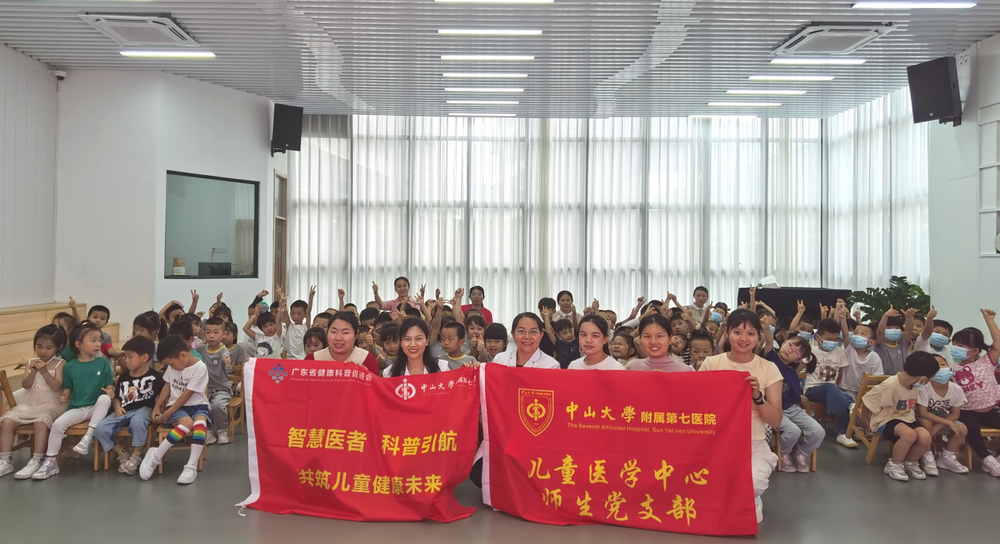 广东省健康科普促进会
中山大學
智慧医者 科普引航
共筑儿童健康未来
中山大學 附属第七医院
The Seventh Affiliated Hospital, Sun Yat-sen University
儿童医学中心
师生党支部